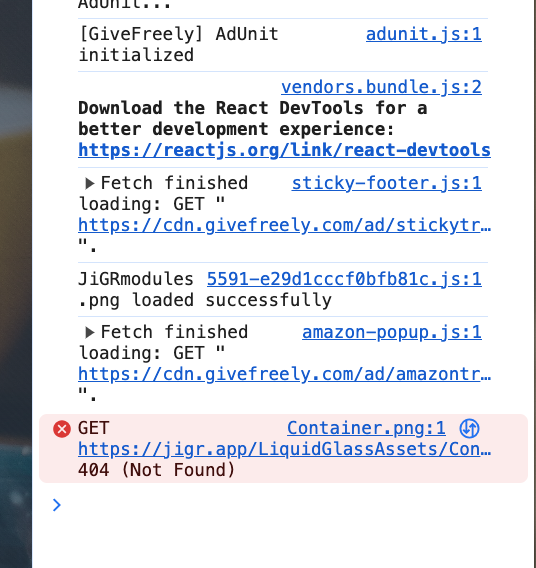 AdUnit...
[GiveFreely] AdUnit adunit.js:1
initialized
vendors.bundle.js:2
Download the React DevTools for a
better development experience:
https://reactjs.org/link/react-devtools
Fetch finished sticky-footer.js:1
loading: GET "
https://cdn.givefreely.com/ad/stickytr…
".
JiGRmodules 5591-e29d1cccf0bfb81c.js:1
.png loaded successfully
Fetch finished amazon-popup.js:1
loading: GET "
https://cdn.givefreely.com/ad/amazontr…
".
GET Container.png:1
https://jigr.app/LiquidGlassAssets/Con…
404 (Not Found)